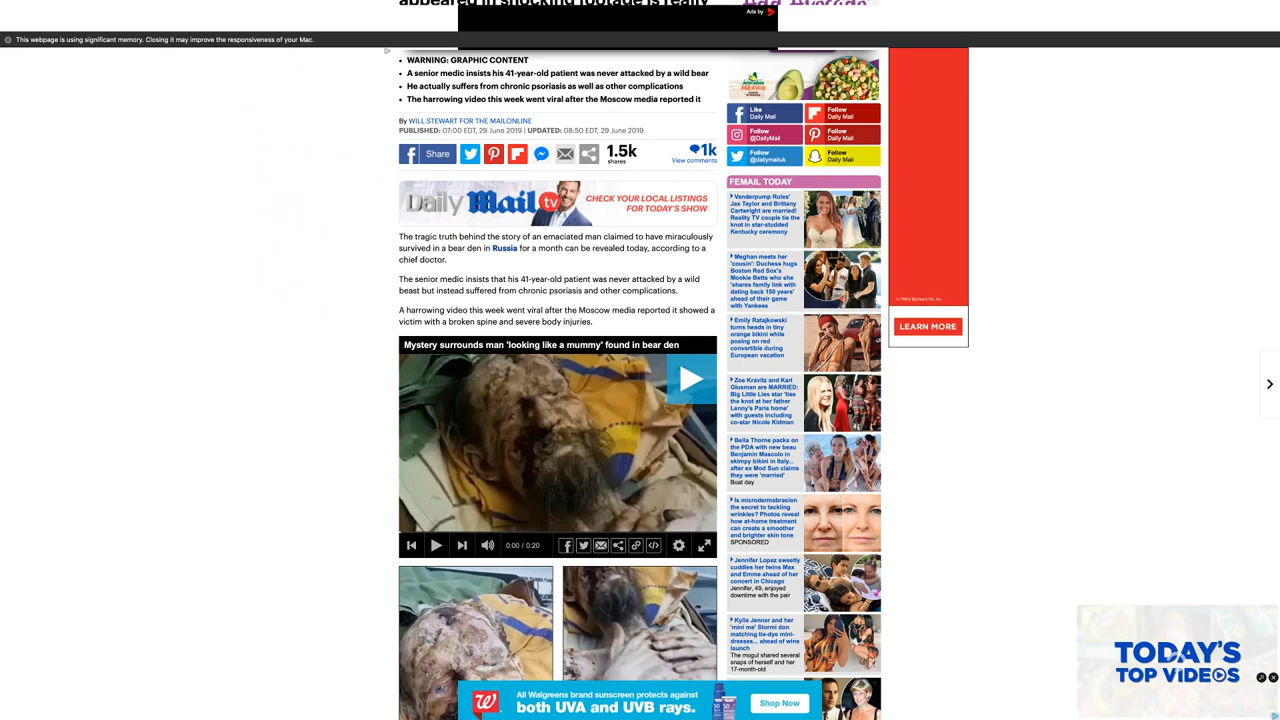 appeared in shocking footage is really
Ads by
This webpage is using significant memory. Closing it may improve the responsiveness of your Mac.
WARNING: GRAPHIC CONTENT
A senior medic insists his 41-year-old patient was never attacked by a wild bear
He actually suffers from chronic psoriasis as well as other complications
The harrowing video this week went viral after the Moscow media reported it
By WILL STEWART FOR THE MAILONLINE
PUBLISHED: 07:00 EDT, 29 June 2019 | UPDATED: 08:50 EDT, 29 June 2019
Share
1.5k
shares
1k
View comments
Daily Mail tv
CHECK YOUR LOCAL LISTINGS
FOR TODAY'S SHOW
The tragic truth behind the story of an emaciated man claimed to have miraculously
survived in a bear den in Russia for a month can be revealed today, according to a
chief doctor.
The senior medic insists that his 41-year-old patient was never attacked by a wild
beast but instead suffered from chronic psoriasis and other complications.
A harrowing video this week went viral after the Moscow media reported it showed a
victim with a broken spine and severe body injuries.
Mystery surrounds man 'looking like a mummy' found in bear den
0:00 / 0:20
Like
Daily Mail
Follow
Daily Mail
Follow
@DailyMail
Follow
Daily Mail
Follow
@dailymailuk
Follow
Daily Mail
FEMAIL TODAY
Vanderpump Rules'
Jax Taylor and Brittany
Cartwright are married!
Reality TV couple tie the
knot in star-studded
Kentucky ceremony
Meghan meets her
'cousin': Duchess hugs
Boston Red Sox's
Mookie Betts who she
'shares family link with
dating back 150 years'
ahead of their game
with Yankees
Emily Ratajkowski
turns heads in tiny
orange bikini while
posing on red
convertible during
European vacation
Zoe Kravitz and Karl
Glusman are MARRIED:
Big Little Lies star 'ties
the knot at her father
Lenny's Paris home'
with guests including
co-star Nicole Kidman
Bella Thorne packs on
the PDA with new beau
Benjamin Mascolo in
skimpy bikini in Italy...
after ex Mod Sun claims
they were 'married'
Boat day
Is microdermabrasion
the secret to tackling
wrinkles? Photos reveal
how at-home treatment
can create a smoother
and brighter skin tone
SPONSORED
Jennifer Lopez sweetly
cuddles her twins Max
and Emme ahead of her
concert in Chicago
Jennifer, 49, enjoyed
downtime with the pair
Kylie Jenner and her
'mini me' Stormi don
matching tie-dye mini-
dresses... ahead of wine
launch
The mogul shared several
snaps of herself and her
17-month-old
LEARN MORE
TODAY'S
TOP VIDEOS
All Walgreens brand sunscreen protects against
both UVA and UVB rays.
Shop Now